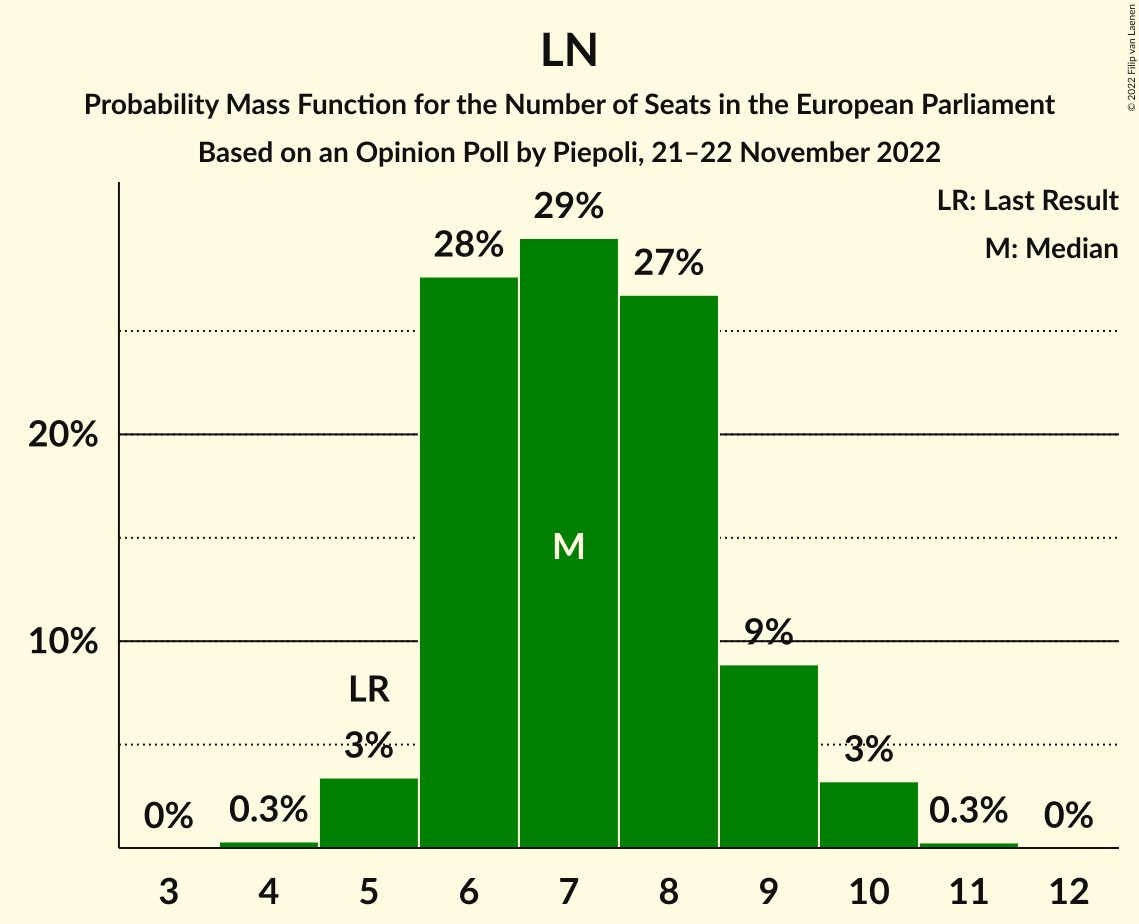 LN
Probability Mass Function for the Number of Seats in the European Parliament
Based on an Opinion Poll by Piepoli, 21–22 November 2022
© 2022 Filip van Laenen
LR: Last Result
M: Median
29%
28%
27%
20%
M
9%
10%
LR
3%
3%
0%
0.3%
0.3%
0%
3 4 5 6 7 8 9 10 11 12